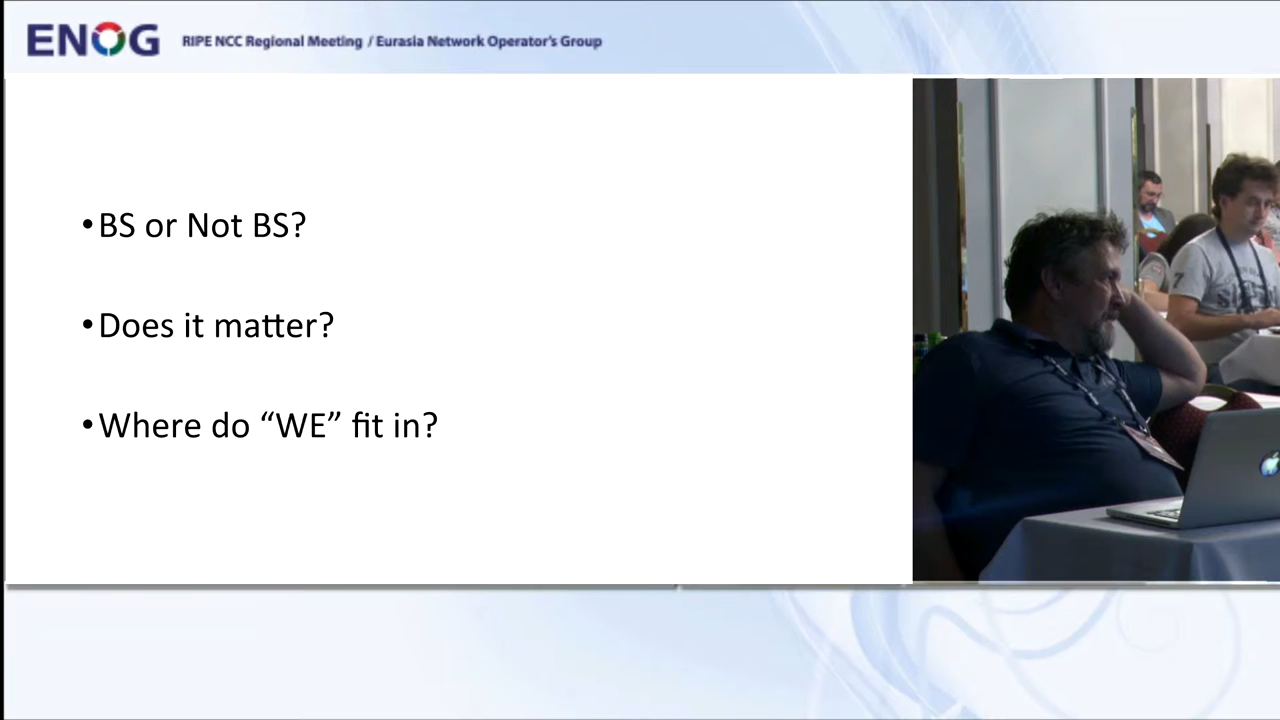 ENOG RIPE NCC Regional Meeting / Eurasia Network Operator's Group
•BS or Not BS?
•Does it matter?
•Where do “WE” fit in?
7